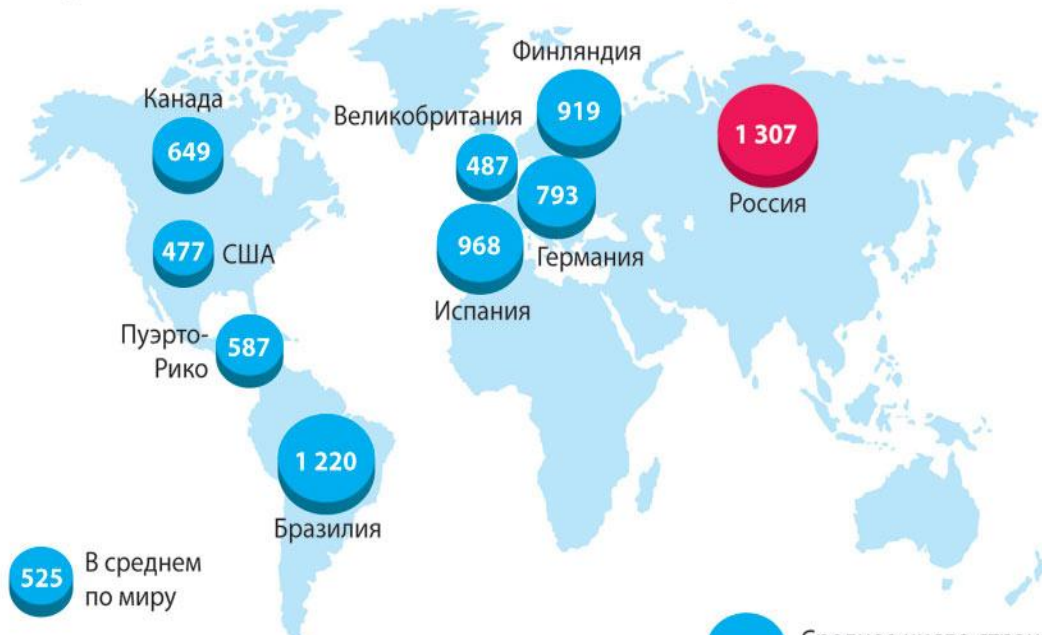 Финляндия
919
Канада
649
Великобритания
487
1 307
Россия
793
Германия
477
США
968
Испания
Пуэрто-
Рико
587
1 220
Бразилия
525
В среднем
по миру